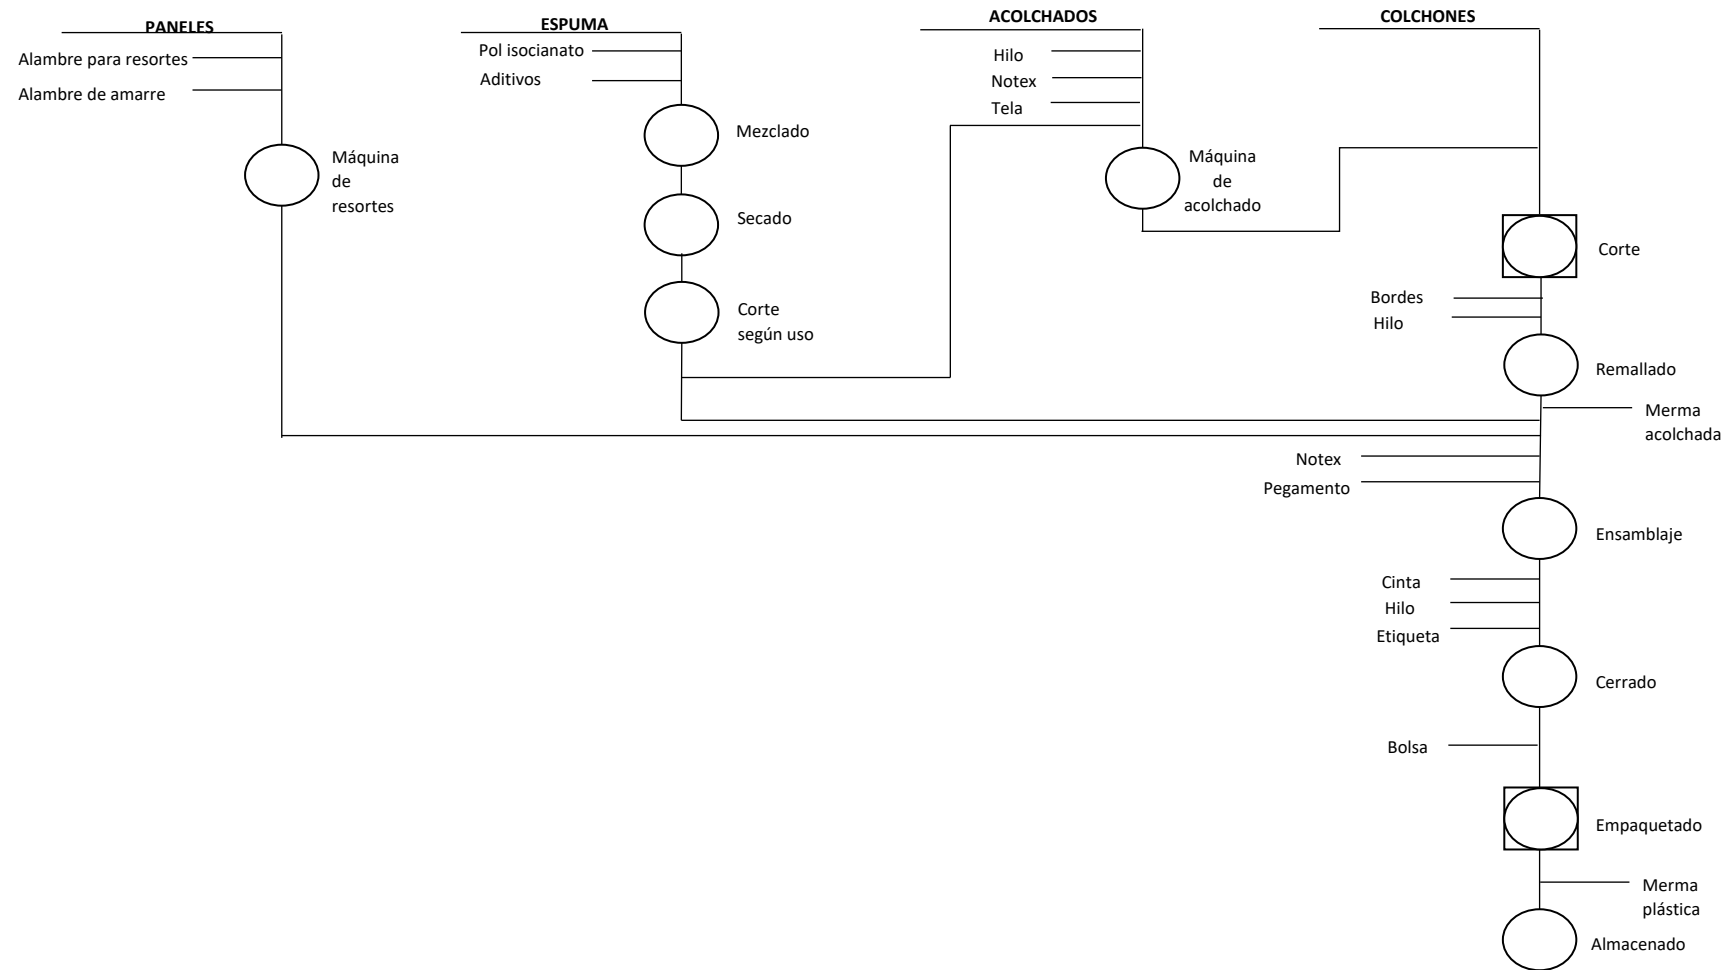 PANELES
Alambre para resortes
Alambre de amarre
Máquina
de
resortes
ESPUMA
Pol isocianato
Aditivos
Mezclado
Secado
Corte
según uso
ACOLCHADOS
Hilo
Notex
Tela
Máquina
de
acolchado
COLCHONES
Corte
Bordes
Hilo
Remallado
Merma
acolchada
Notex
Pegamento
Ensamblaje
Cinta
Hilo
Etiqueta
Cerrado
Bolsa
Empaquetado
Merma
plástica
Almacenado